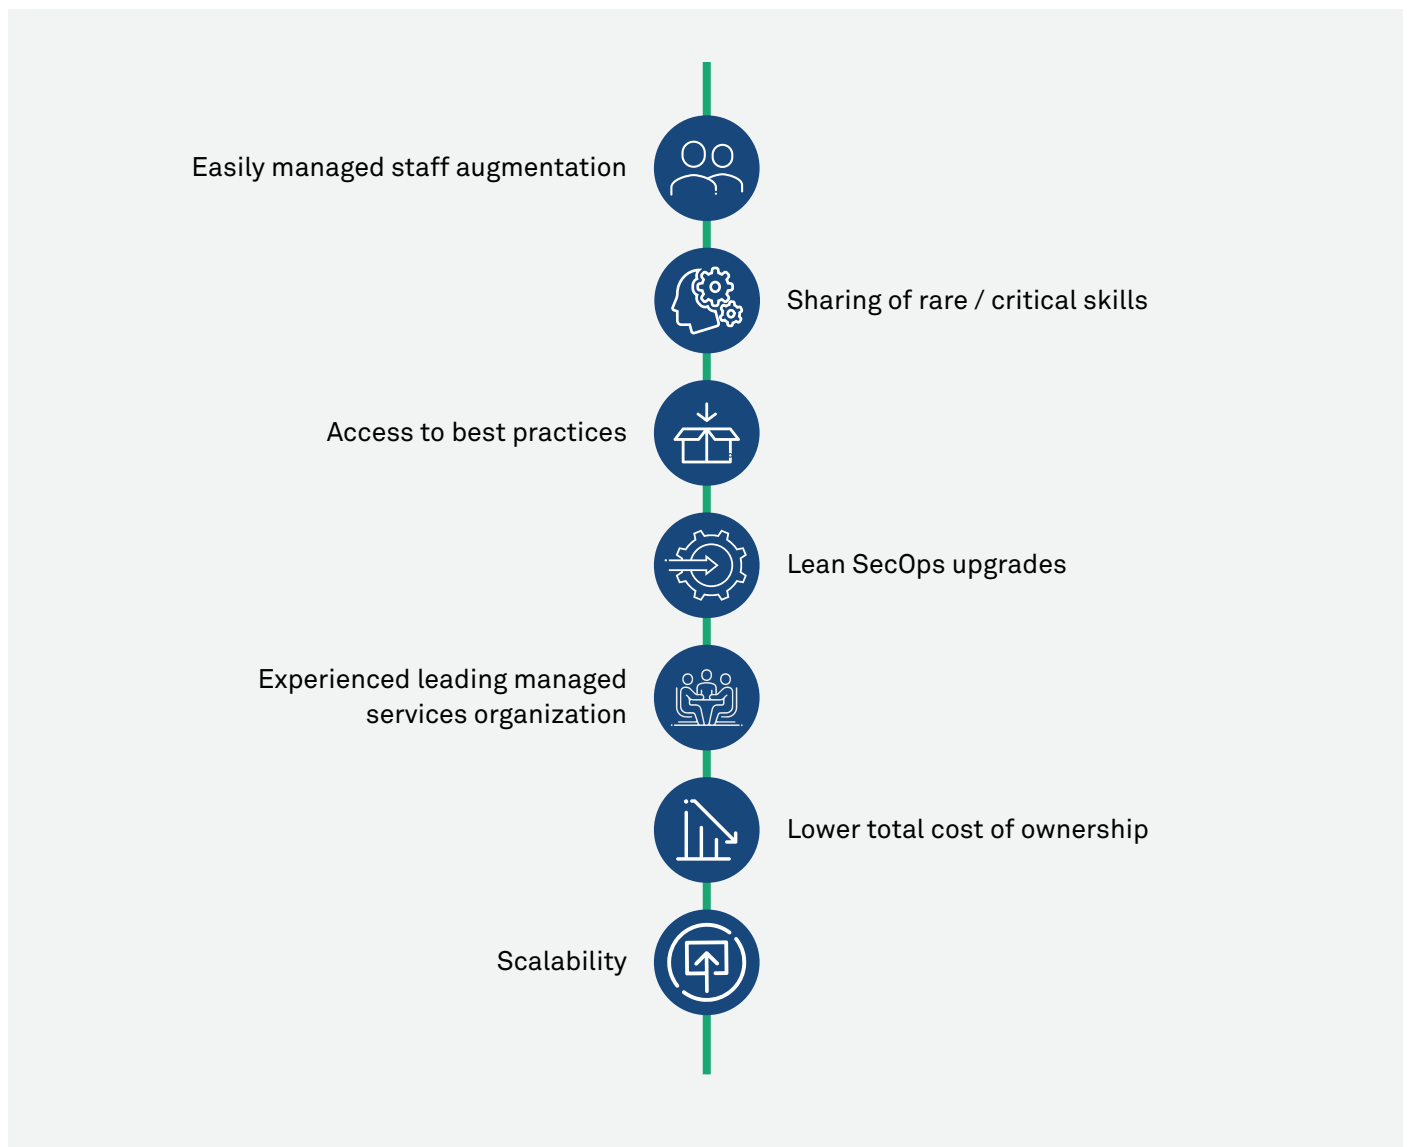 Easily managed staff augmentation
Sharing of rare / critical skills
Access to best practices
Lean SecOps upgrades
Experienced leading managed
services organization
Lower total cost of ownership
Scalability